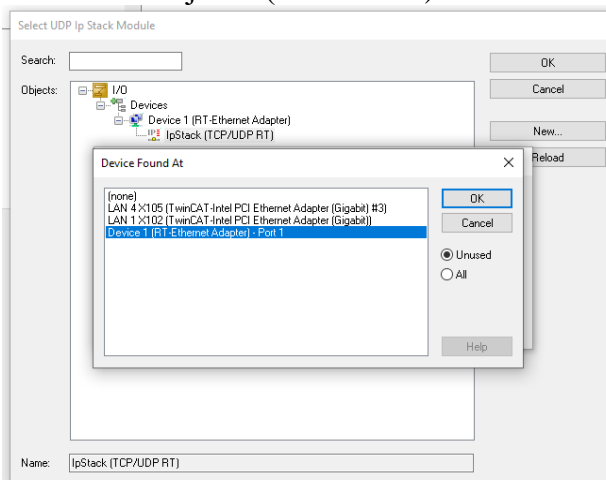 Select UDP Ip Stack Module
Search:
OK
Objects:
I/O
Cancel
Devices
Device 1 (RT-Ethernet Adapter)
IpStack (TCP/UDP RT)
New...
Device Found At
Reload
(none)
LAN 4 X105 (TwinCAT-Intel PCI Ethernet Adapter (Gigabit) #3)
LAN 1 X102 (TwinCAT-Intel PCI Ethernet Adapter (Gigabit))
Device 1 (RT-Ethernet Adapter) - Port 1
OK
Cancel
Unused
All
Help
Name:
IpStack (TCP/UDP RT)